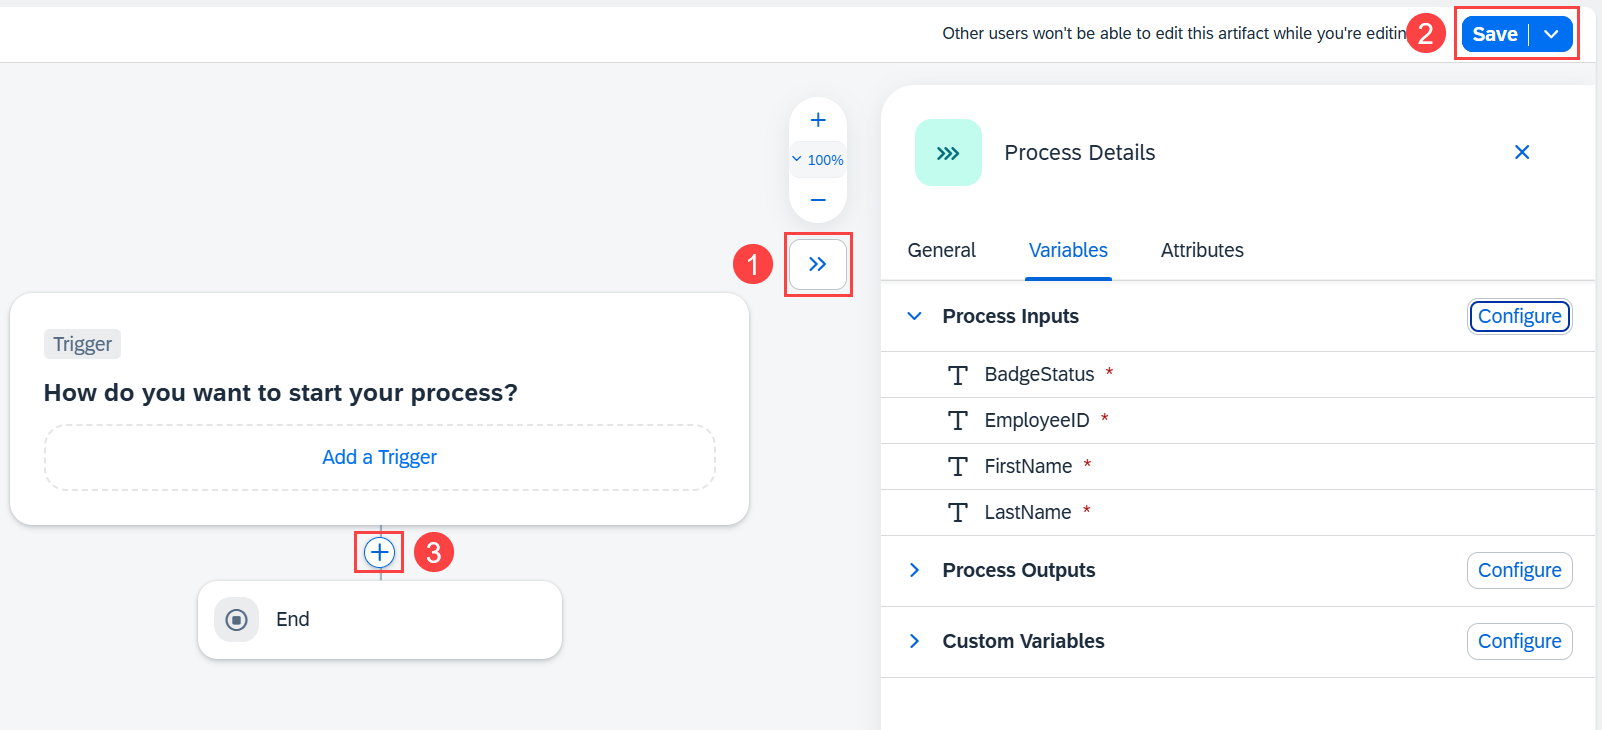 Other users won't be able to edit this artifact while you're editin
2
Save
100%
1
Process Details
General Variables Attributes
Process Inputs Configure
BadgeStatus *
EmployeeID *
FirstName *
LastName *
Process Outputs Configure
Custom Variables Configure
Trigger
How do you want to start your process?
Add a Trigger
3
End